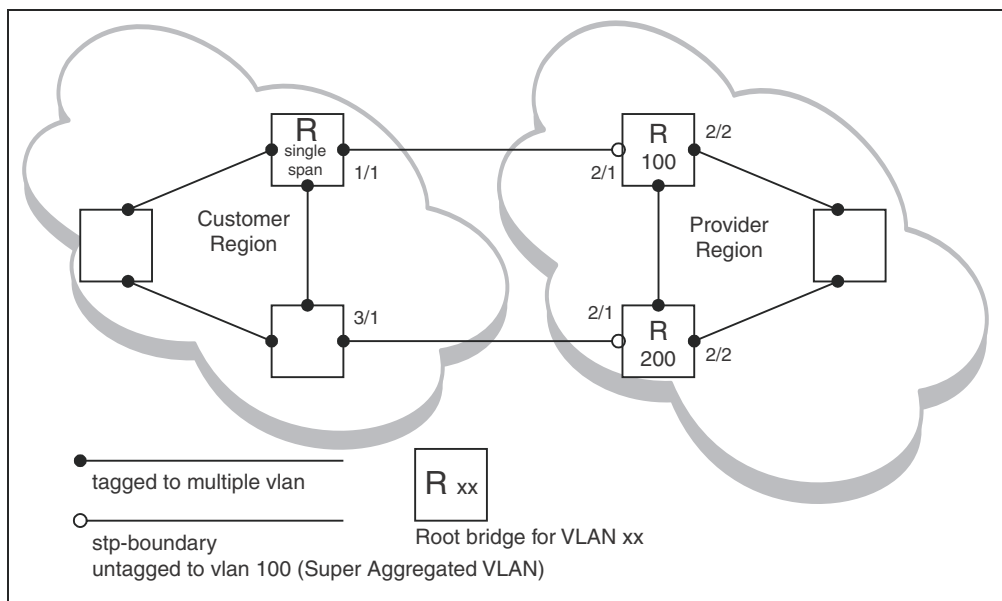 R
single
span
1/1
Customer
Region
3/1
R
100
2/1
2/2
Provider
Region
2/1
R
200
2/2
tagged to multiple vlan
stp-boundary
untagged to vlan 100 (Super Aggregated VLAN)
R xx
Root bridge for VLAN xx